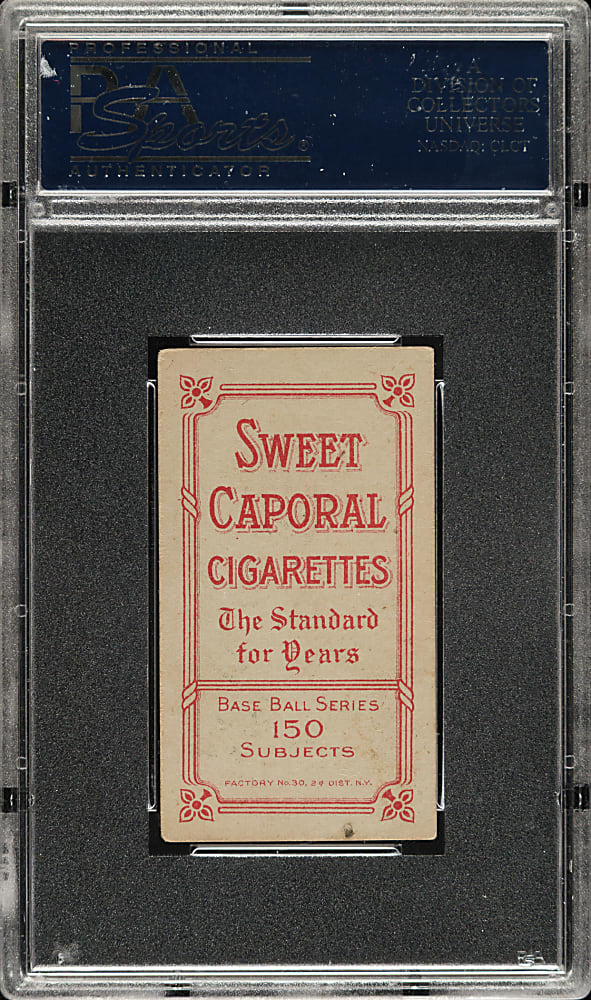 PROFESSIONAL
PSA
Sports
AUTHENTICATOR
A
DIVISION OF
COLLECTORS
UNIVERSE
NASDAQ: CLCT
SWEET
CAPORAL
CIGARETTES
The Standard
for Years
BASE BALL SERIES
150
SUBJECTS
FACTORY No. 30, 2d DIST. N.Y.
PSA